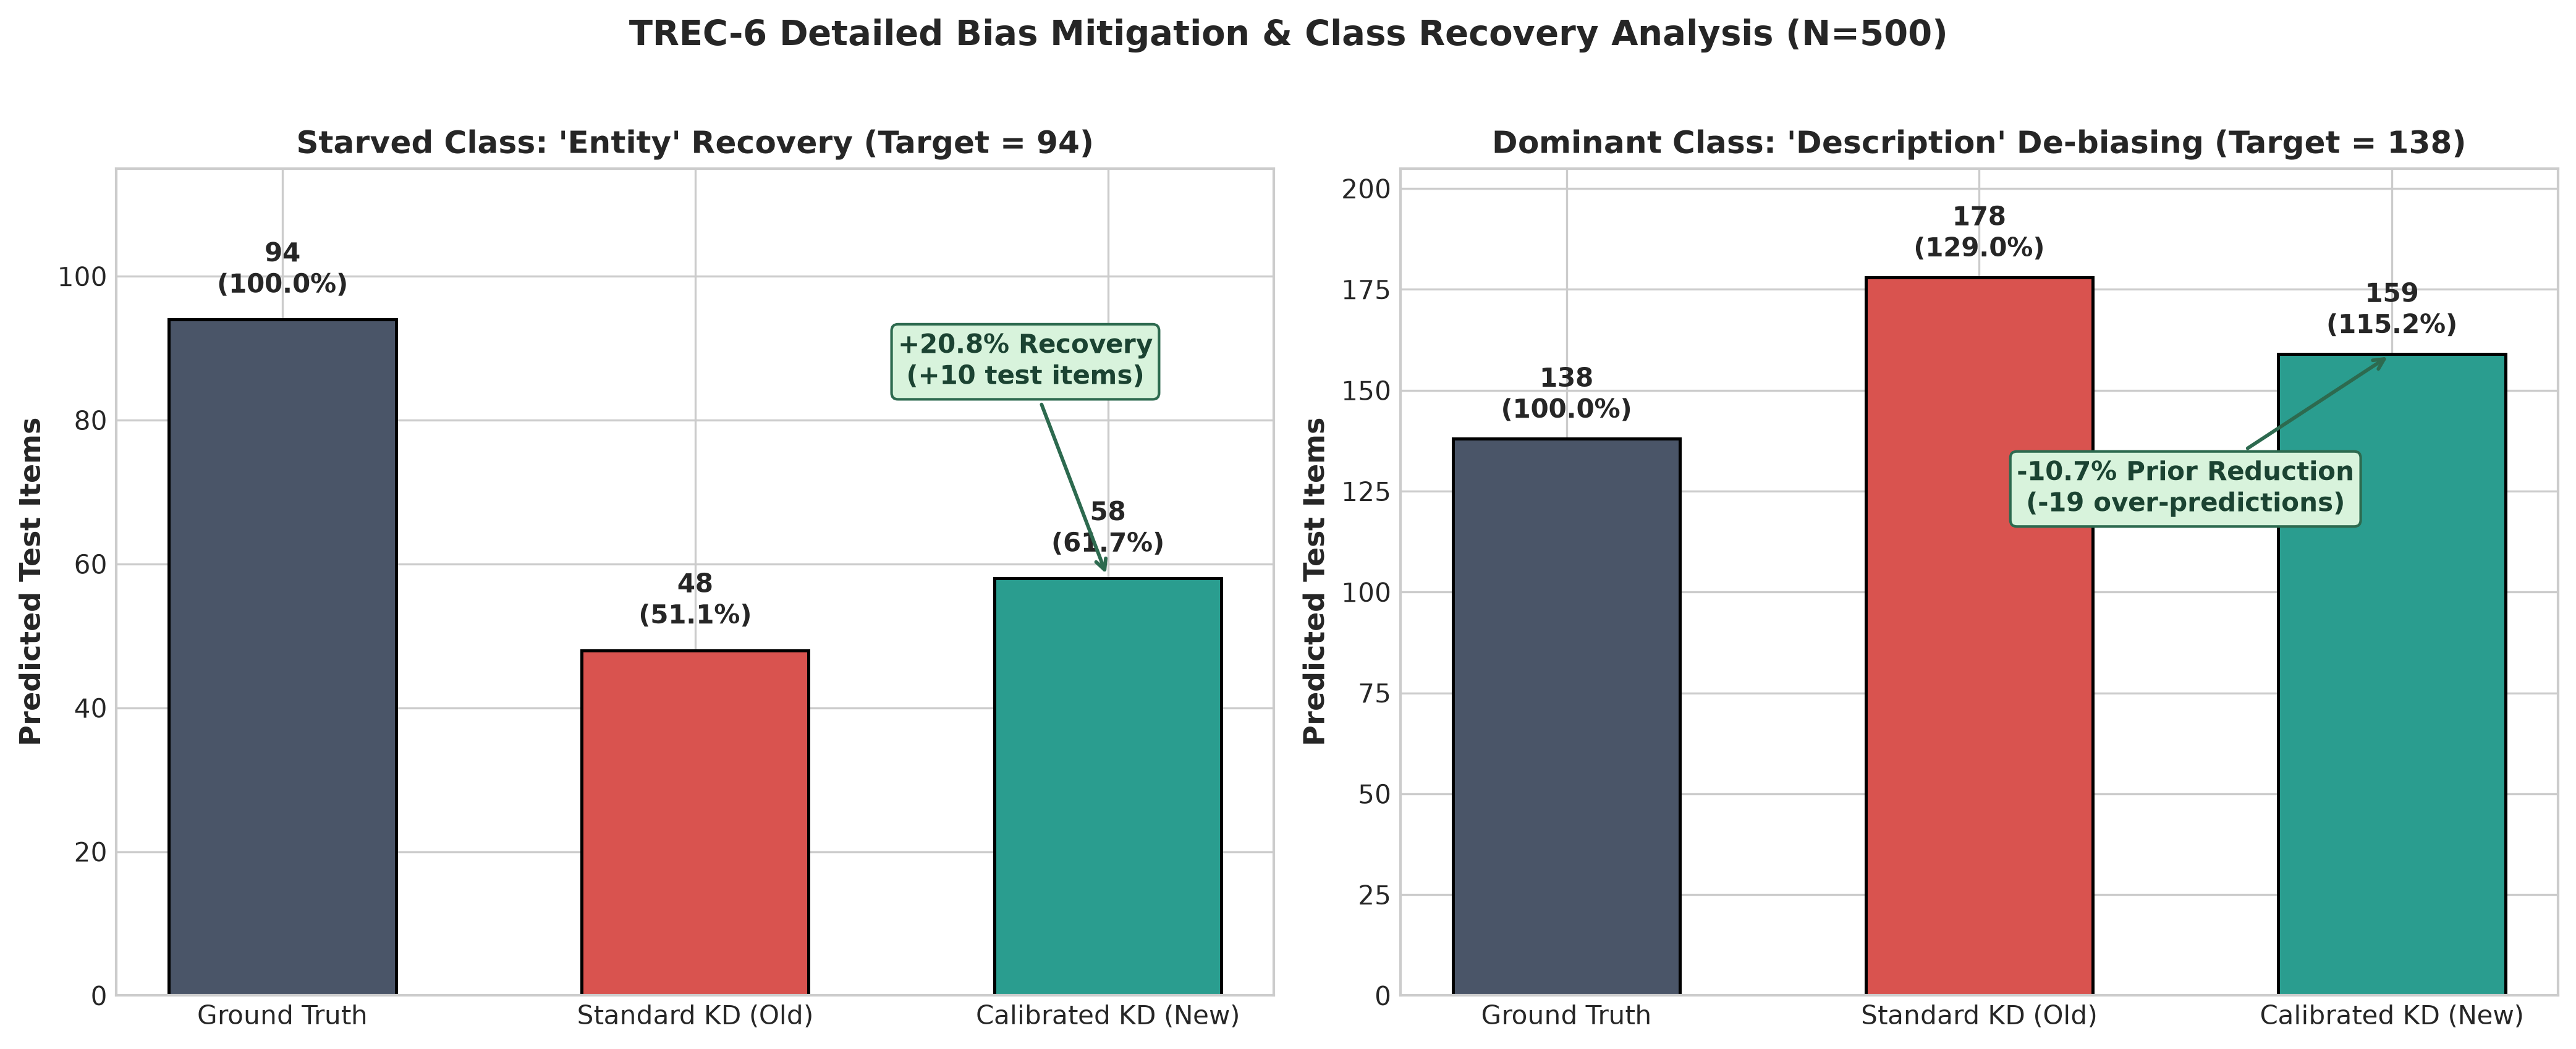 TREC-6 Detailed Bias Mitigation & Class Recovery Analysis (N=500)
Starved Class: 'Entity' Recovery (Target = 94)
Predicted Test Items
100
80
60
40
20
0
94
(100.0%)
48
(51.1%)
58
(61.7%)
+20.8% Recovery
(+10 test items)
Ground Truth
Standard KD (Old)
Calibrated KD (New)
Dominant Class: 'Description' De-biasing (Target = 138)
Predicted Test Items
200
175
150
125
100
75
50
25
0
138
(100.0%)
178
(129.0%)
159
(115.2%)
-10.7% Prior Reduction
(-19 over-predictions)
Ground Truth
Standard KD (Old)
Calibrated KD (New)